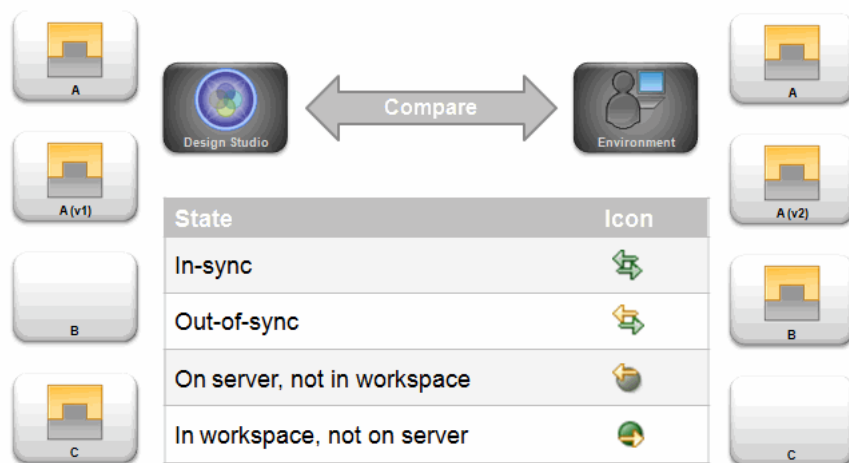 A
Design Studio
Compare
Environment
A
A (v1)
A (v2)
State Icon
In-sync
Out-of-sync
B
B
On server, not in workspace
In workspace, not on server
C
C